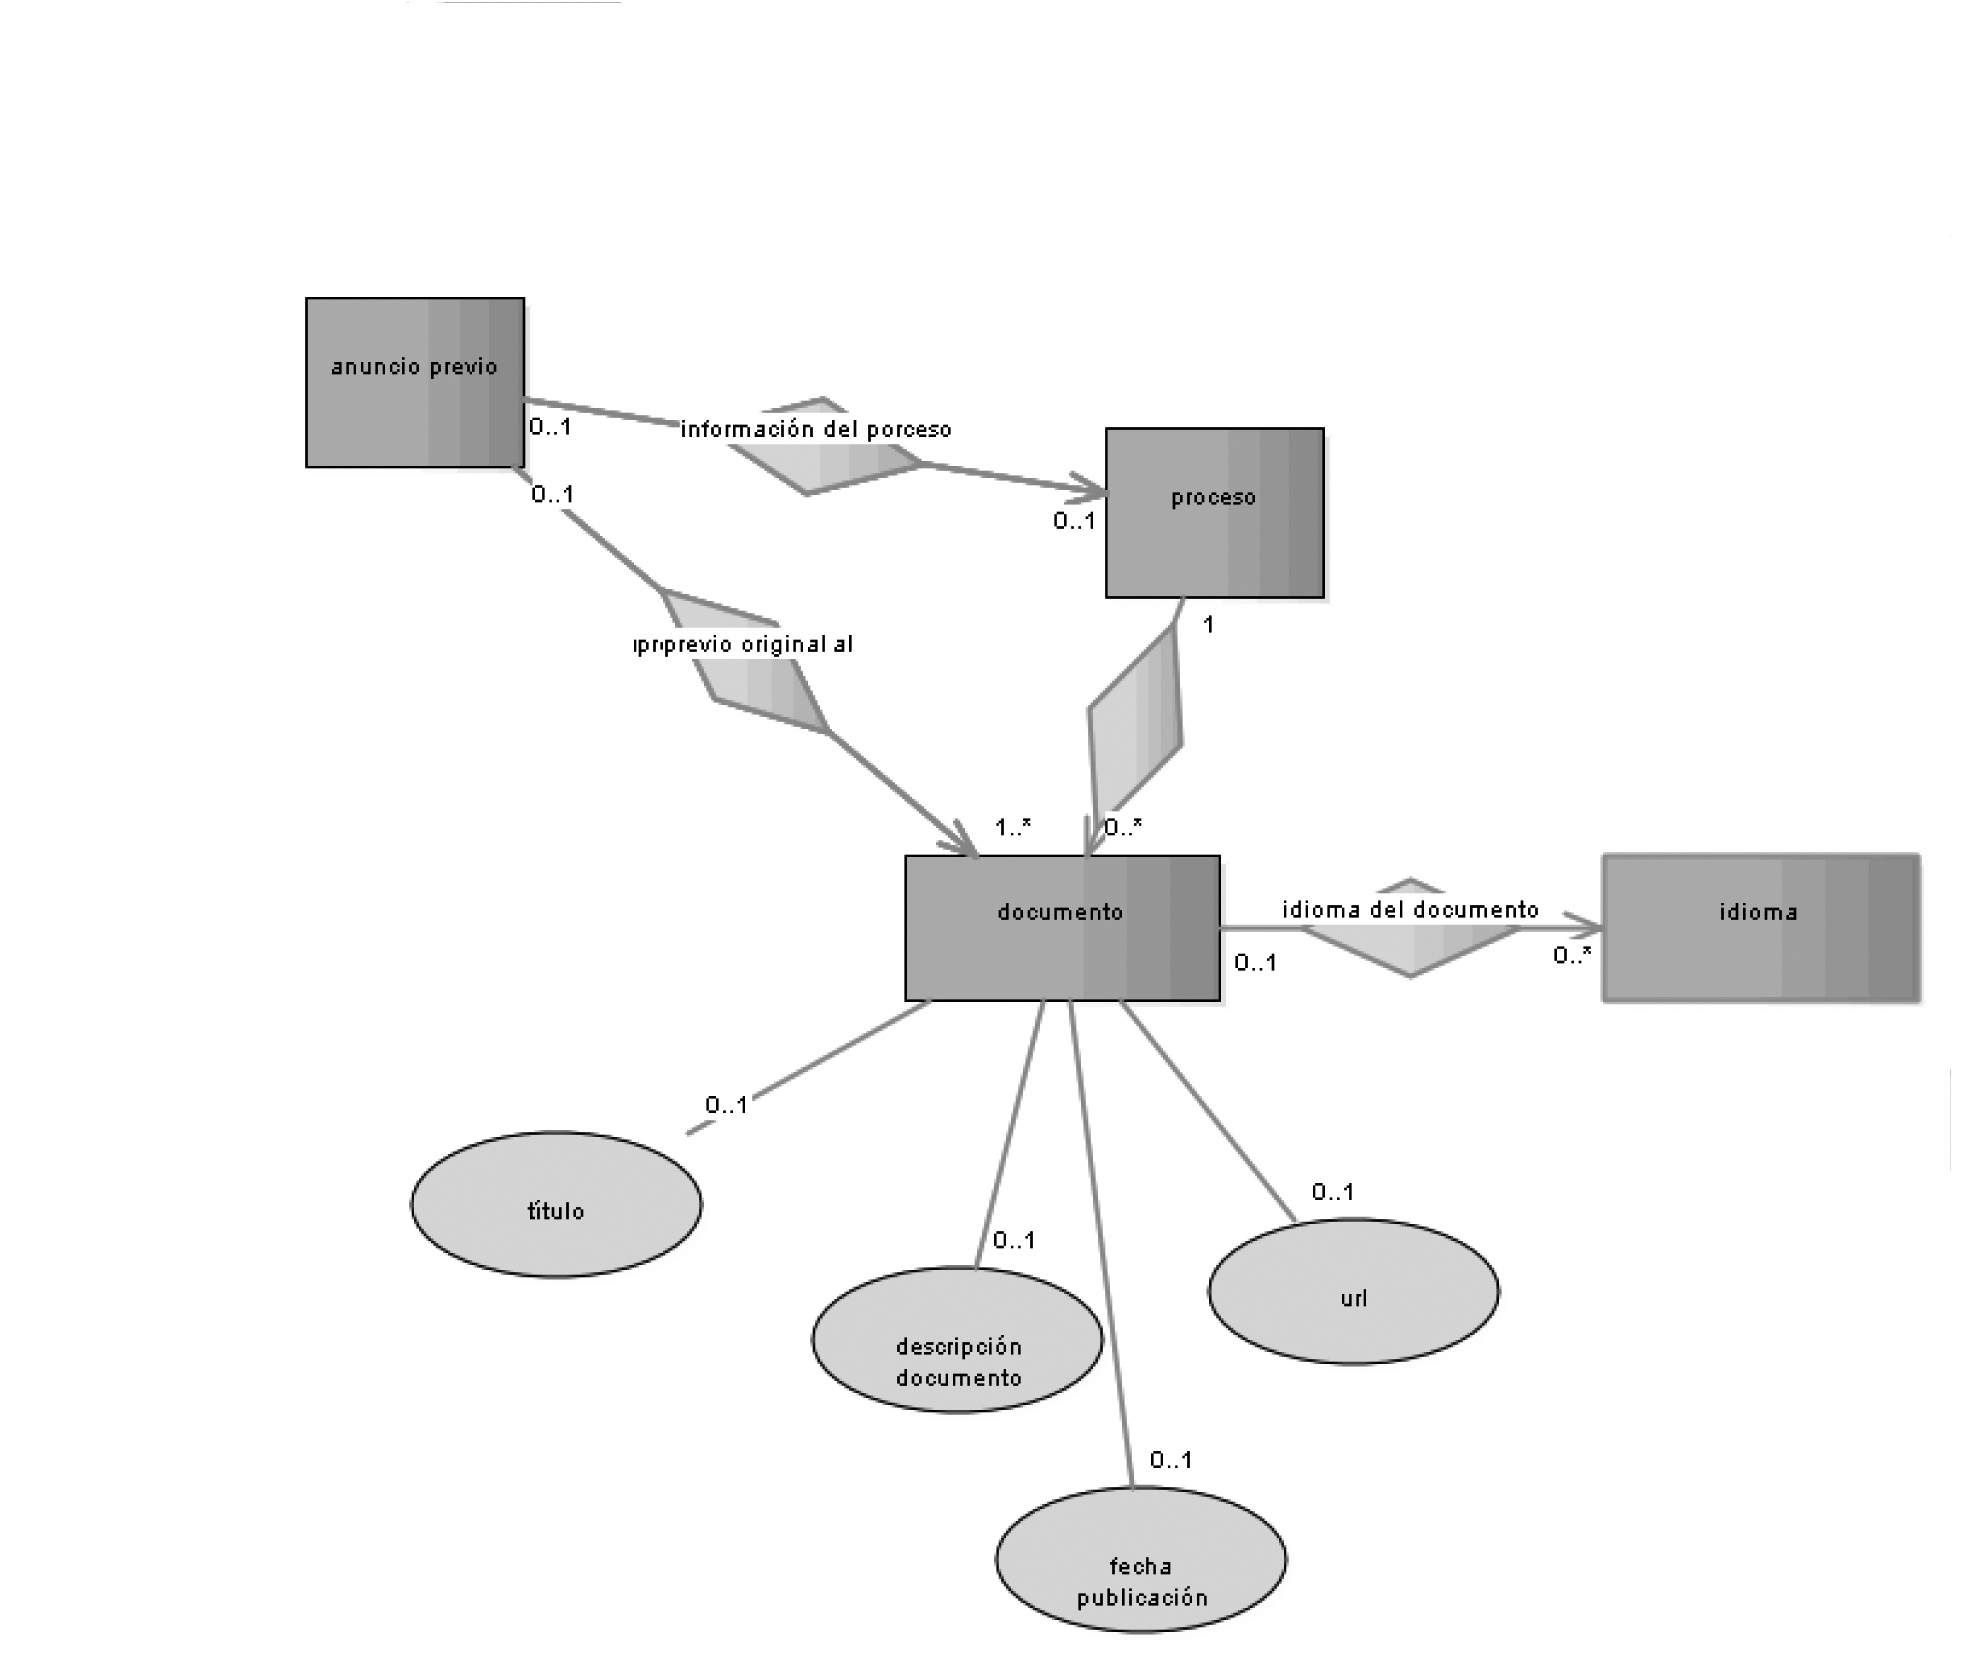 anuncio previo
0..1
información del porceso
0..1
proceso
0..1
previo original al
1
1..*
0..*
documento
idioma del documento
idioma
0..1
0..*
0..1
título
0..1
url
0..1
descripción
documento
0..1
fecha
publicación